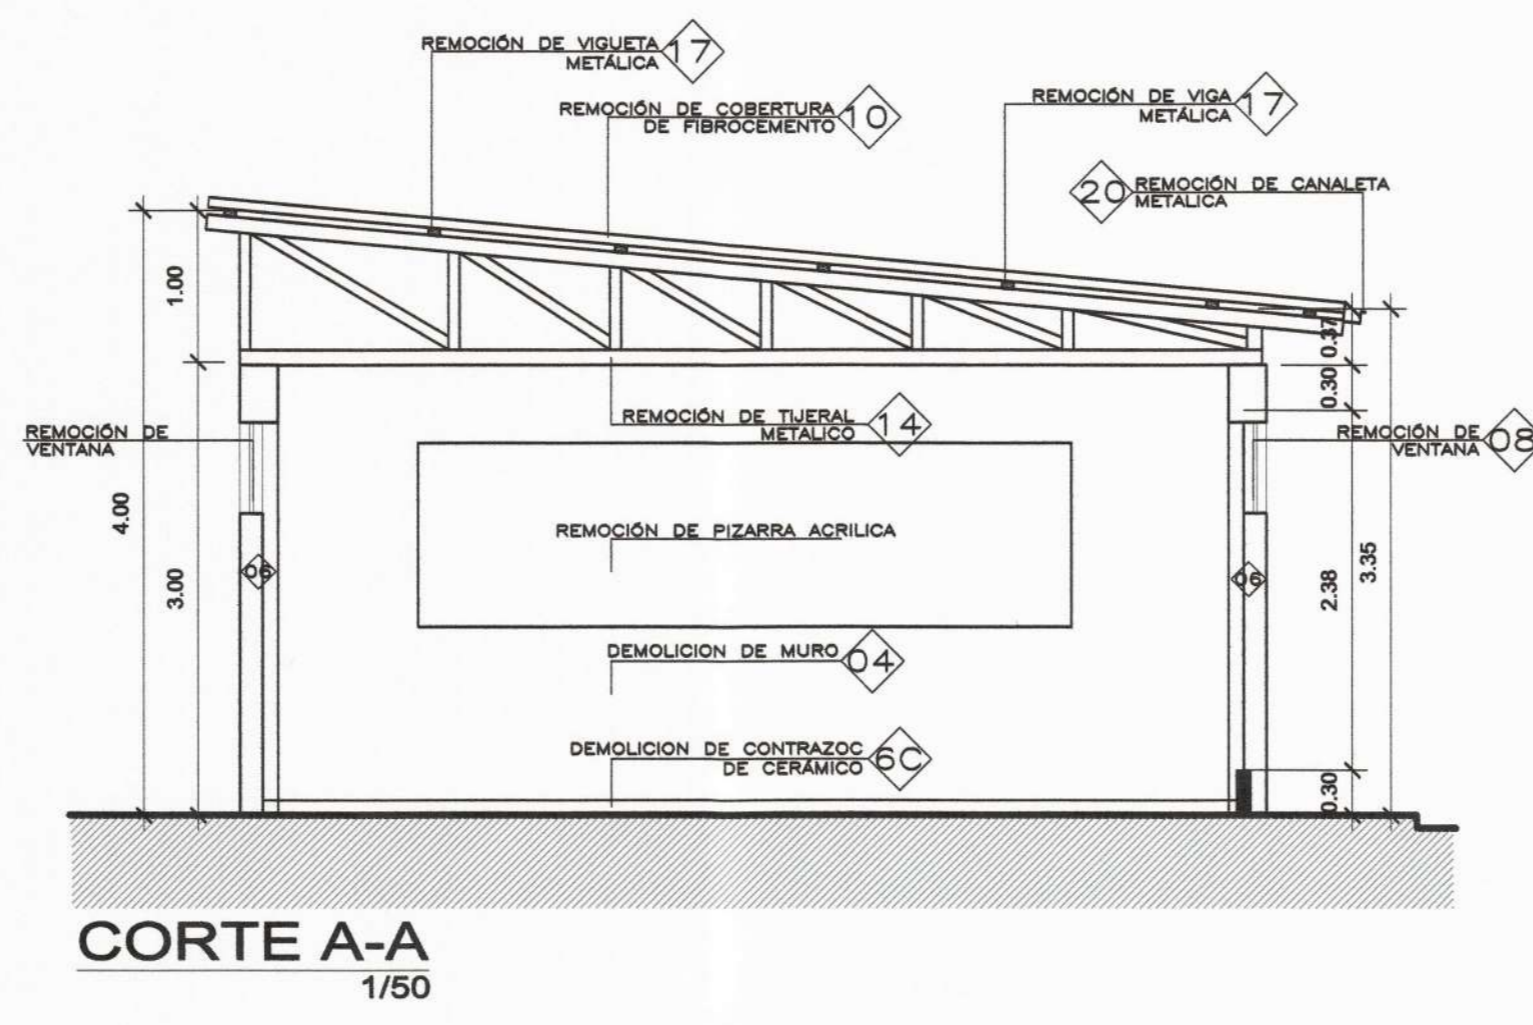 REMOCIÓN DE VIGUETA
METÁLICA
17
REMOCIÓN DE COBERTURA
DE FIBROCEMENTO
10
REMOCIÓN DE VIGA
METÁLICA
17
20
REMOCIÓN DE CANALETA
METALICA
1.00
0.37
0.30
REMOCIÓN DE TIJERAL
METALICO
14
REMOCIÓN DE
VENTANA
REMOCIÓN DE
VENTANA
08
4.00
REMOCIÓN DE PIZARRA ACRILICA
3.35
06
06
3.00
2.38
DEMOLICION DE MURO
04
DEMOLICION DE CONTRAZOC
DE CERÁMICO
6C
0.30
CORTE A-A
1/50